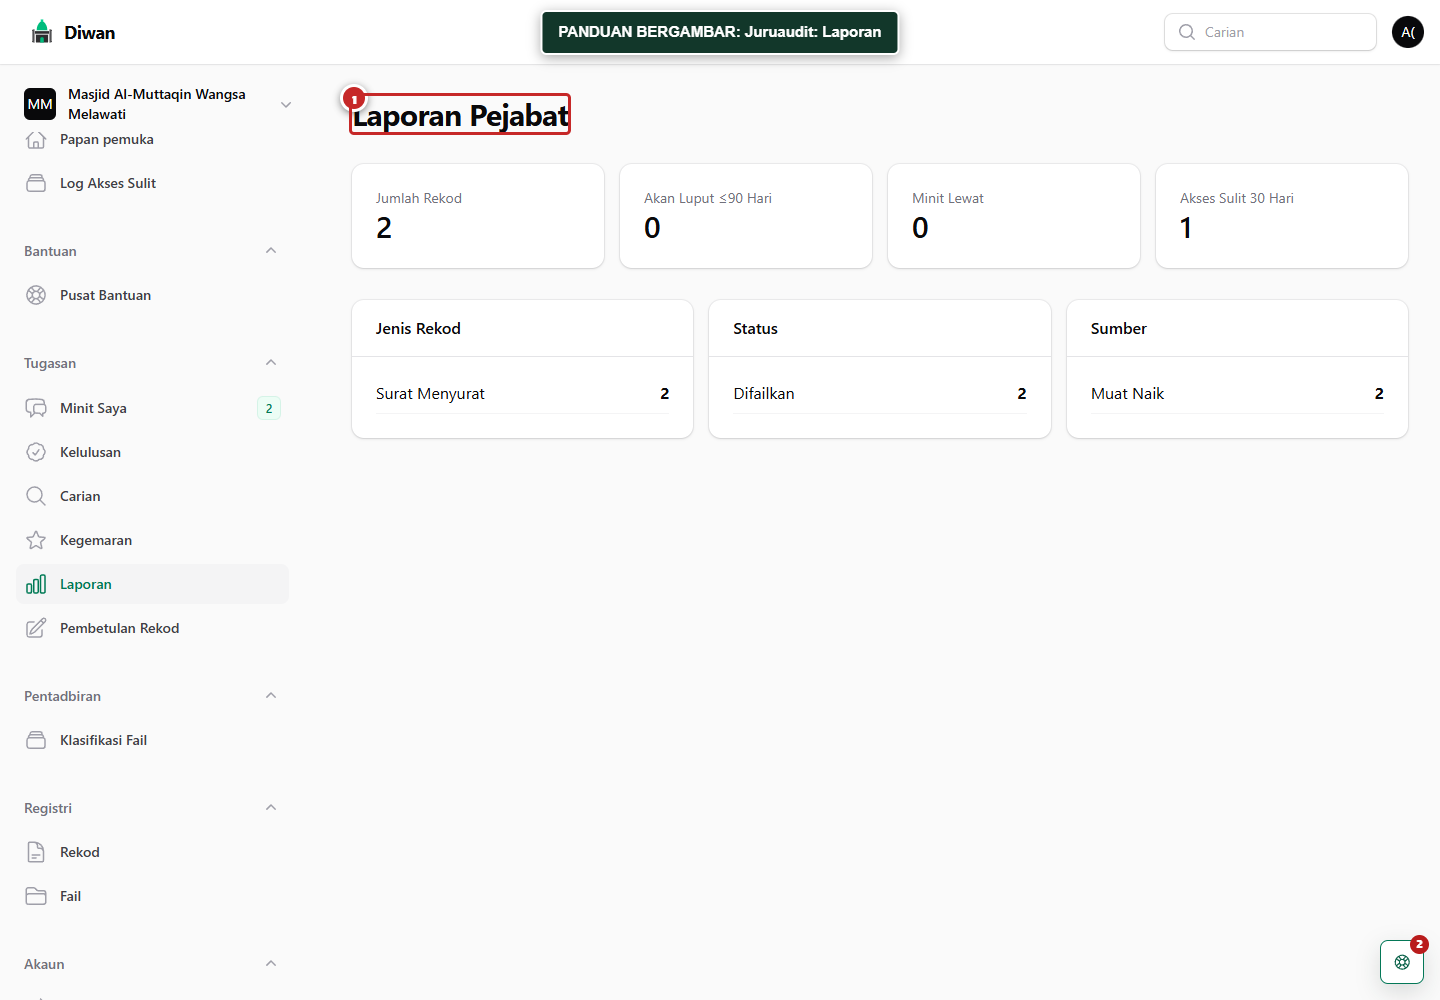 Diwan
PANDUAN BERGAMBAR: Juruaudit: Laporan
Carian
A(
MM
Masjid Al-Muttaqin Wangsa
Melawati
Papan pemuka
Log Akses Sulit
Bantuan
Pusat Bantuan
Tugasan
Minit Saya
2
Kelulusan
Carian
Kegemaran
Laporan
Pembetulan Rekod
Pentadbiran
Klasifikasi Fail
Registri
Rekod
Fail
Akaun
1
Laporan Pejabat
Jumlah Rekod
2
Akan Luput ≤90 Hari
0
Minit Lewat
0
Akses Sulit 30 Hari
1
Jenis Rekod
Surat Menyurat 2
Status
Difailkan 2
Sumber
Muat Naik 2
2